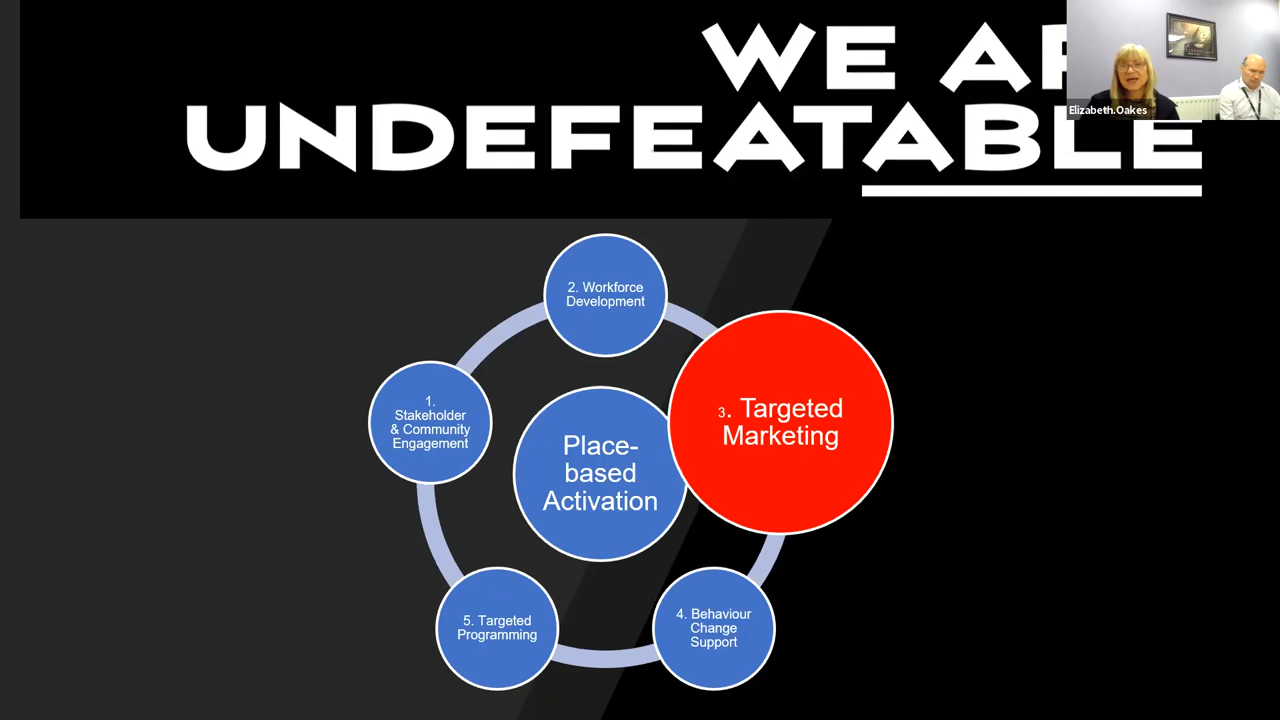 WE AR
UNDEFEATABLE
Elizabeth.Oakes
2. Workforce
Development
3. Targeted
Marketing
1.
Stakeholder
& Community
Engagement
Place-
based
Activation
5. Targeted
Programming
4. Behaviour
Change
Support